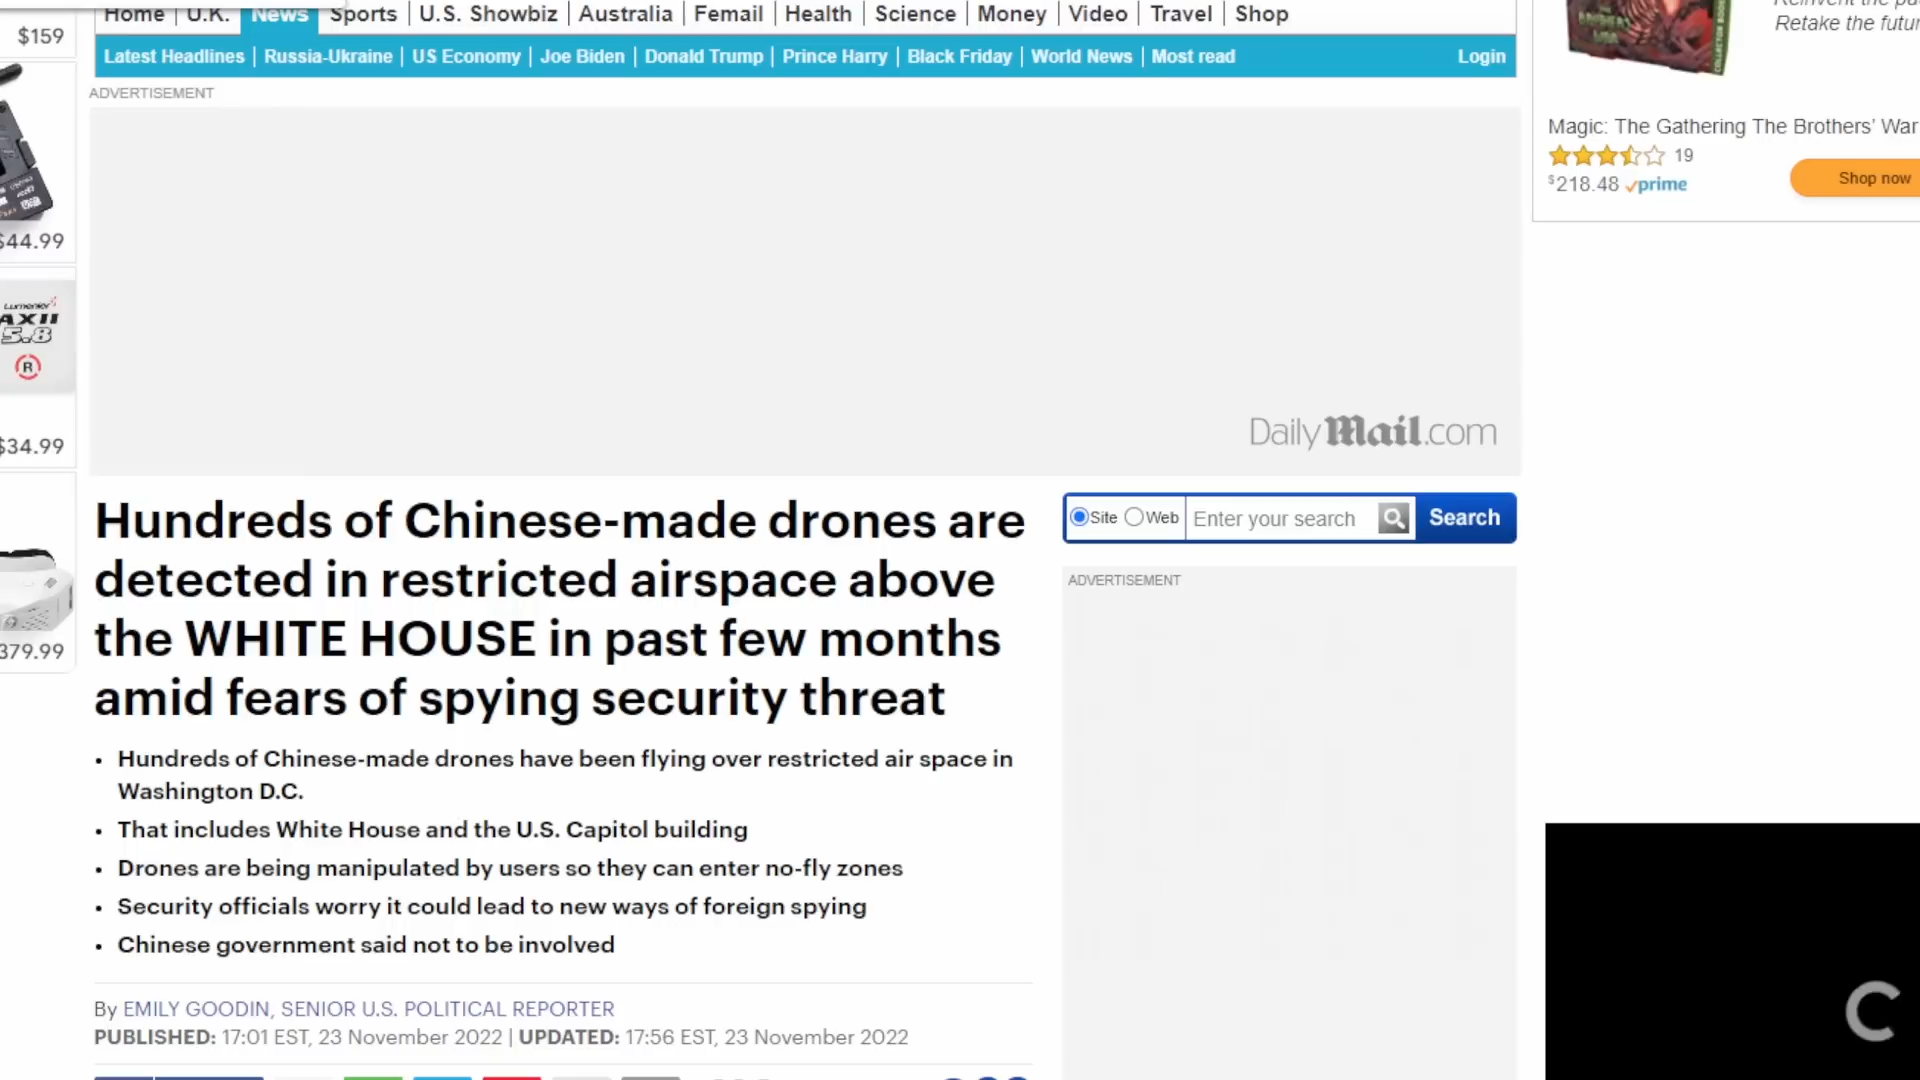 $159
$44.99
Lumenier
AXII
5.8
R
$34.99
379.99
Home | U.K. | News | Sports | U.S. Showbiz | Australia | Femail | Health | Science | Money | Video | Travel | Shop
Latest Headlines | Russia-Ukraine | US Economy | Joe Biden | Donald Trump | Prince Harry | Black Friday | World News | Most read
Login
ADVERTISEMENT
DailyMail.com
Hundreds of Chinese-made drones are
detected in restricted airspace above
the WHITE HOUSE in past few months
amid fears of spying security threat
• Hundreds of Chinese-made drones have been flying over restricted air space in
Washington D.C.
• That includes White House and the U.S. Capitol building
• Drones are being manipulated by users so they can enter no-fly zones
• Security officials worry it could lead to new ways of foreign spying
• Chinese government said not to be involved
By EMILY GOODIN, SENIOR U.S. POLITICAL REPORTER
PUBLISHED: 17:01 EST, 23 November 2022 | UPDATED: 17:56 EST, 23 November 2022
Site Web Enter your search Search
ADVERTISEMENT
Retake the futur
Magic: The Gathering The Brothers' War
19
$218.48 prime
Shop now